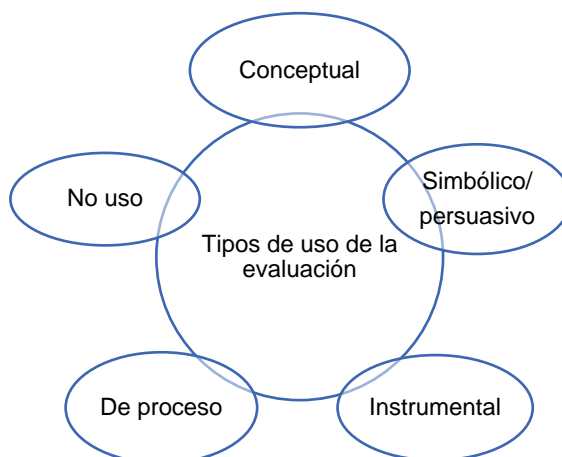 Conceptual
No uso
Simbólico/
persuasivo
Tipos de uso de la
evaluación
De proceso
Instrumental